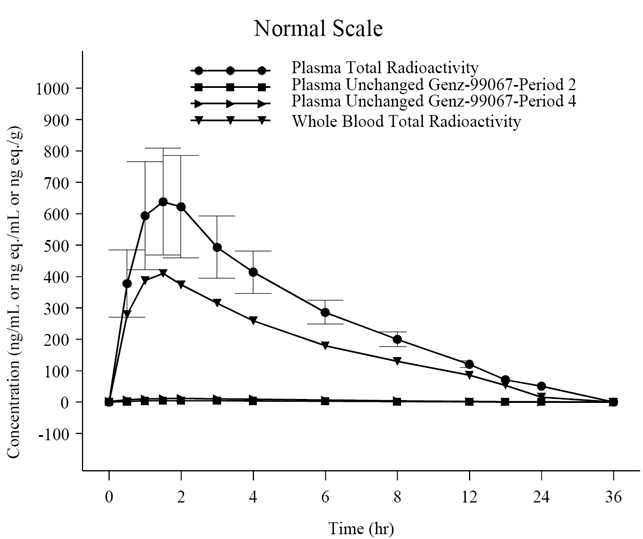 Normal Scale
Plasma Total Radioactivity
Plasma Unchanged Genz-99067-Period 2
Plasma Unchanged Genz-99067-Period 4
Whole Blood Total Radioactivity
Concentration (ng/mL or ng eq./mL or ng eq./g)
1000
900
800
700
600
500
400
300
200
100
0
-100
0 2 4 6 8 12 24 36
Time (hr)